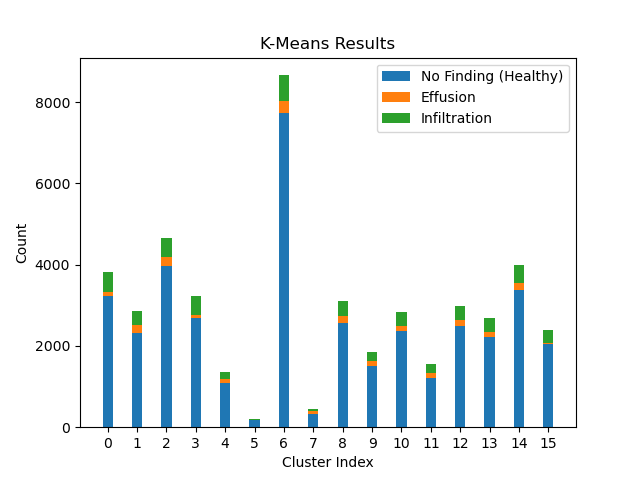 K-Means Results
No Finding (Healthy)
Effusion
Infiltration
8000
6000
4000
2000
0
Count
0 1 2 3 4 5 6 7 8 9 10 11 12 13 14 15
Cluster Index